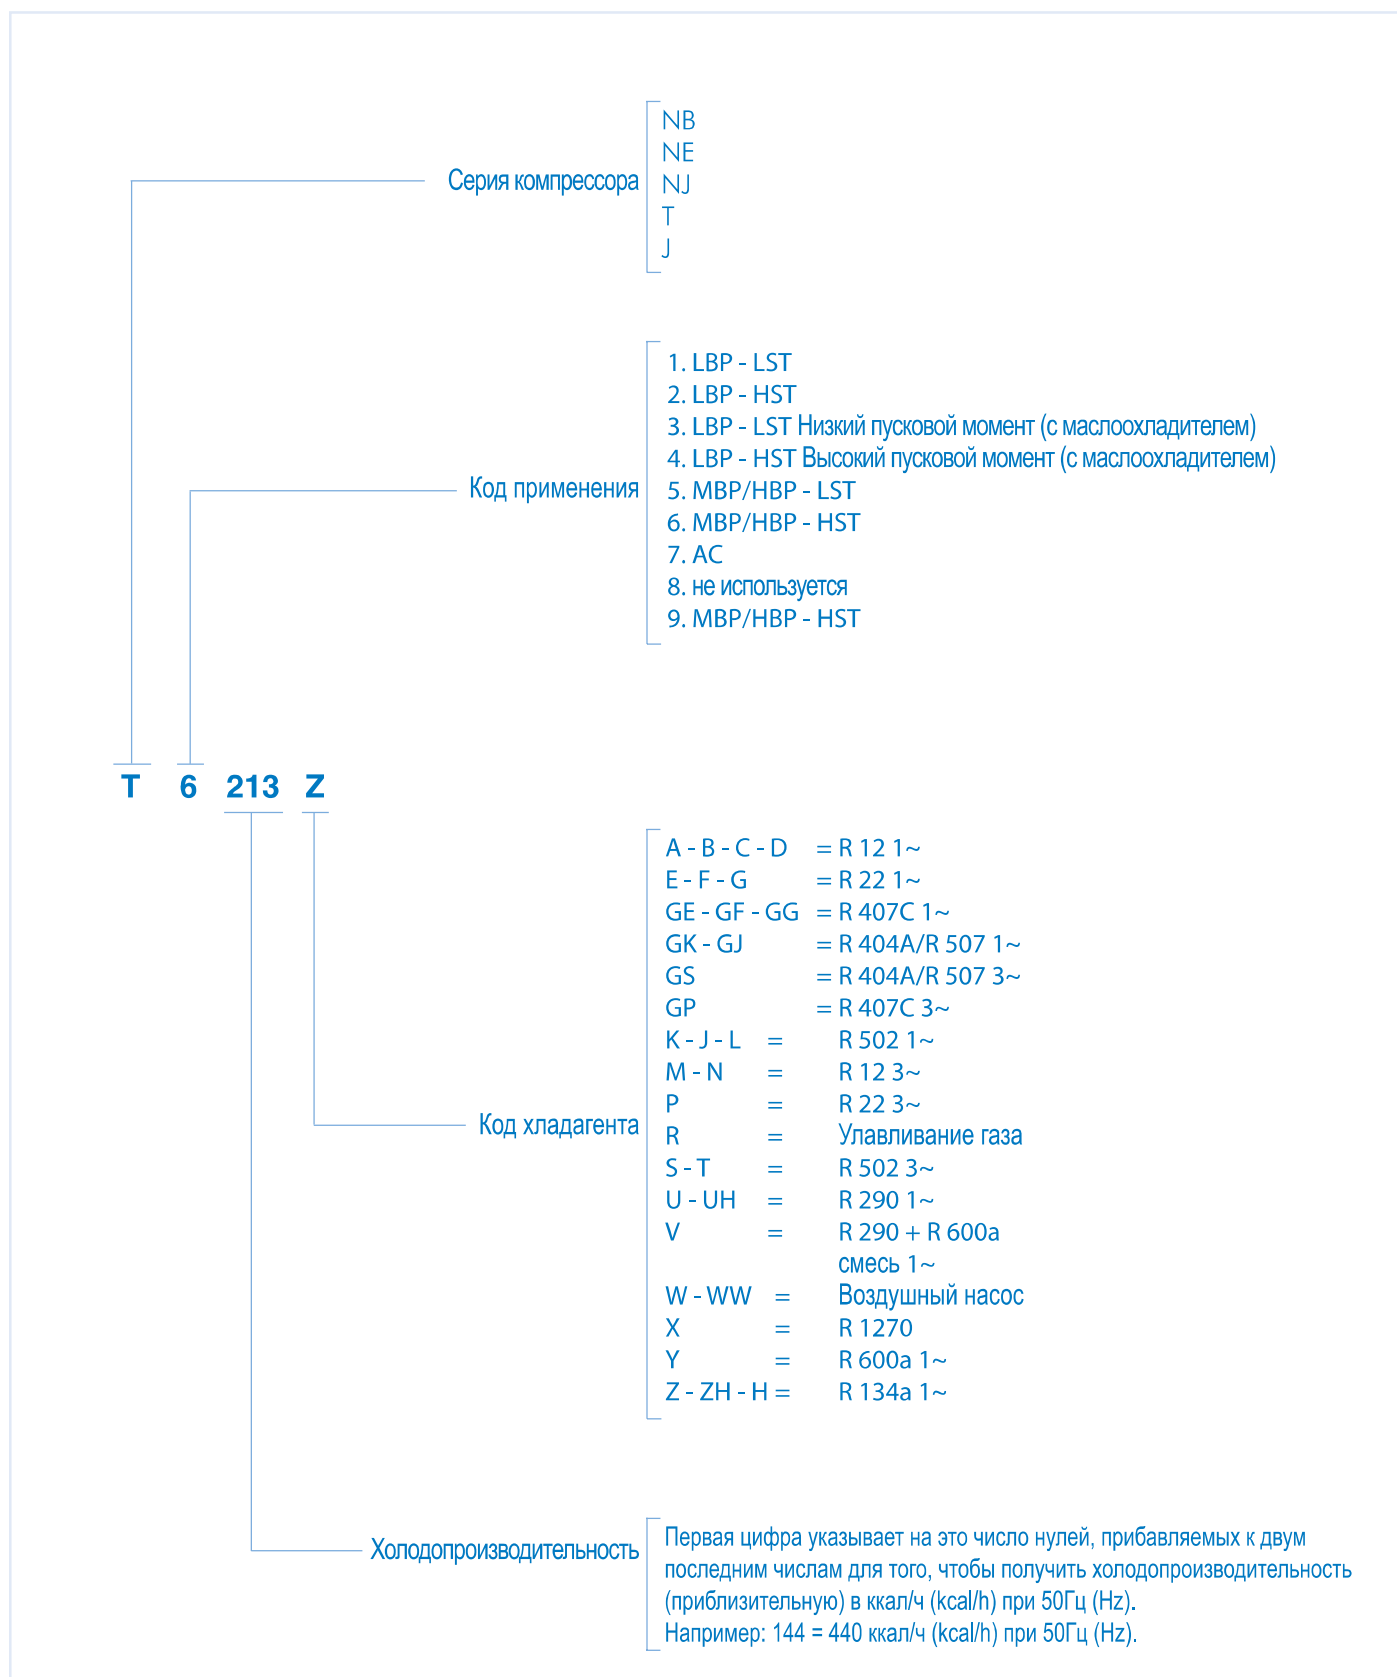 NB
NE
Серия компрессора NJ
T
J
1. LBP - LST
2. LBP - HST
3. LBP - LST Низкий пусковой момент (с маслоохладителем)
4. LBP - HST Высокий пусковой момент (с маслоохладителем)
Код применения 5. MBP/HBP - LST
6. MBP/HBP - HST
7. AC
8. не используется
9. MBP/HBP - HST
T 6 213 Z
A - B - C - D = R 12 1~
E - F - G = R 22 1~
GE - GF - GG = R 407C 1~
GK - GJ = R 404A/R 507 1~
GS = R 404A/R 507 3~
GP = R 407C 3~
K - J - L = R 502 1~
M - N = R 12 3~
P = R 22 3~
Код хладагента R = Улавливание газа
S - T = R 502 3~
U - UH = R 290 1~
V = R 290 + R 600a
смесь 1~
W - WW = Воздушный насос
X = R 1270
Y = R 600a 1~
Z - ZH - H = R 134a 1~
Холодопроизводительность
Первая цифра указывает на это число нулей, прибавляемых к двум
последним числам для того, чтобы получить холодопроизводительность
(приблизительную) в ккал/ч (kcal/h) при 50Гц (Hz).
Например: 144 = 440 ккал/ч (kcal/h) при 50Гц (Hz).